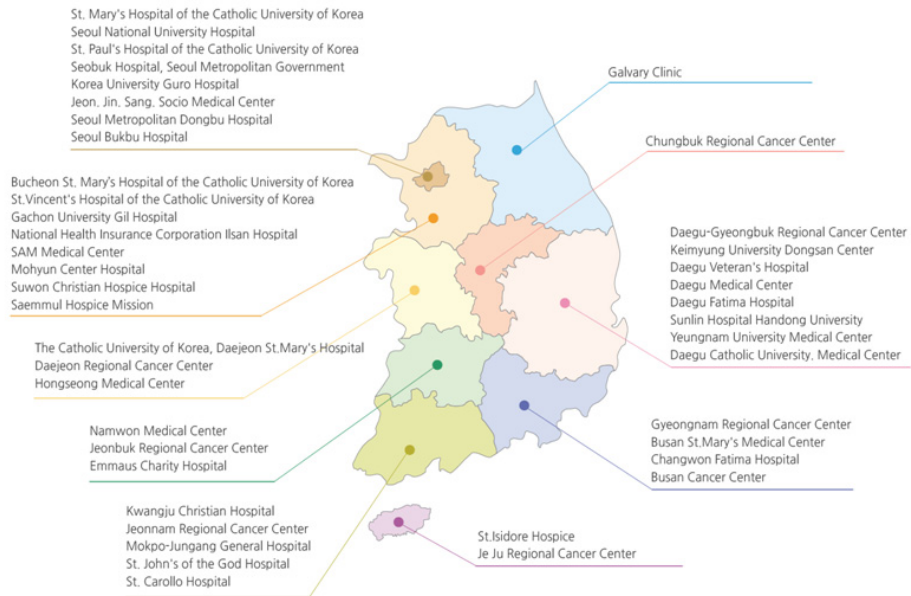 St. Mary's Hospital of the Catholic University of Korea
Seoul National University Hospital
St. Paul's Hospital of the Catholic University of Korea
Seobuk Hospital, Seoul Metropolitan Government
Korea University Guro Hospital
Jeon. Jin. Sang. Socio Medical Center
Seoul Metropolitan Dongbu Hospital
Seoul Bukbu Hospital
Galvary Clinic
Chungbuk Regional Cancer Center
Bucheon St. Mary's Hospital of the Catholic University of Korea
St.Vincent's Hospital of the Catholic University of Korea
Gachon University Gil Hospital
National Health Insurance Corporation Ilsan Hospital
SAM Medical Center
Mohyun Center Hospital
Suwon Christian Hospice Hospital
Saemmul Hospice Mission
Daegu-Gyeongbuk Regional Cancer Center
Keimyung University Dongsan Center
Daegu Veteran's Hospital
Daegu Medical Center
Daegu Fatima Hospital
Sunlin Hospital Handong University
Yeungnam University Medical Center
Daegu Catholic University. Medical Center
The Catholic University of Korea, Daejeon St.Mary's Hospital
Daejeon Regional Cancer Center
Hongseong Medical Center
Namwon Medical Center
Jeonbuk Regional Cancer Center
Emmaus Charity Hospital
Gyeongnam Regional Cancer Center
Busan St.Mary's Medical Center
Changwon Fatima Hospital
Busan Cancer Center
Kwangju Christian Hospital
Jeonnam Regional Cancer Center
Mokpo-Jungang General Hospital
St. John's of the God Hospital
St. Carollo Hospital
St.Isidore Hospice
Je Ju Regional Cancer Center